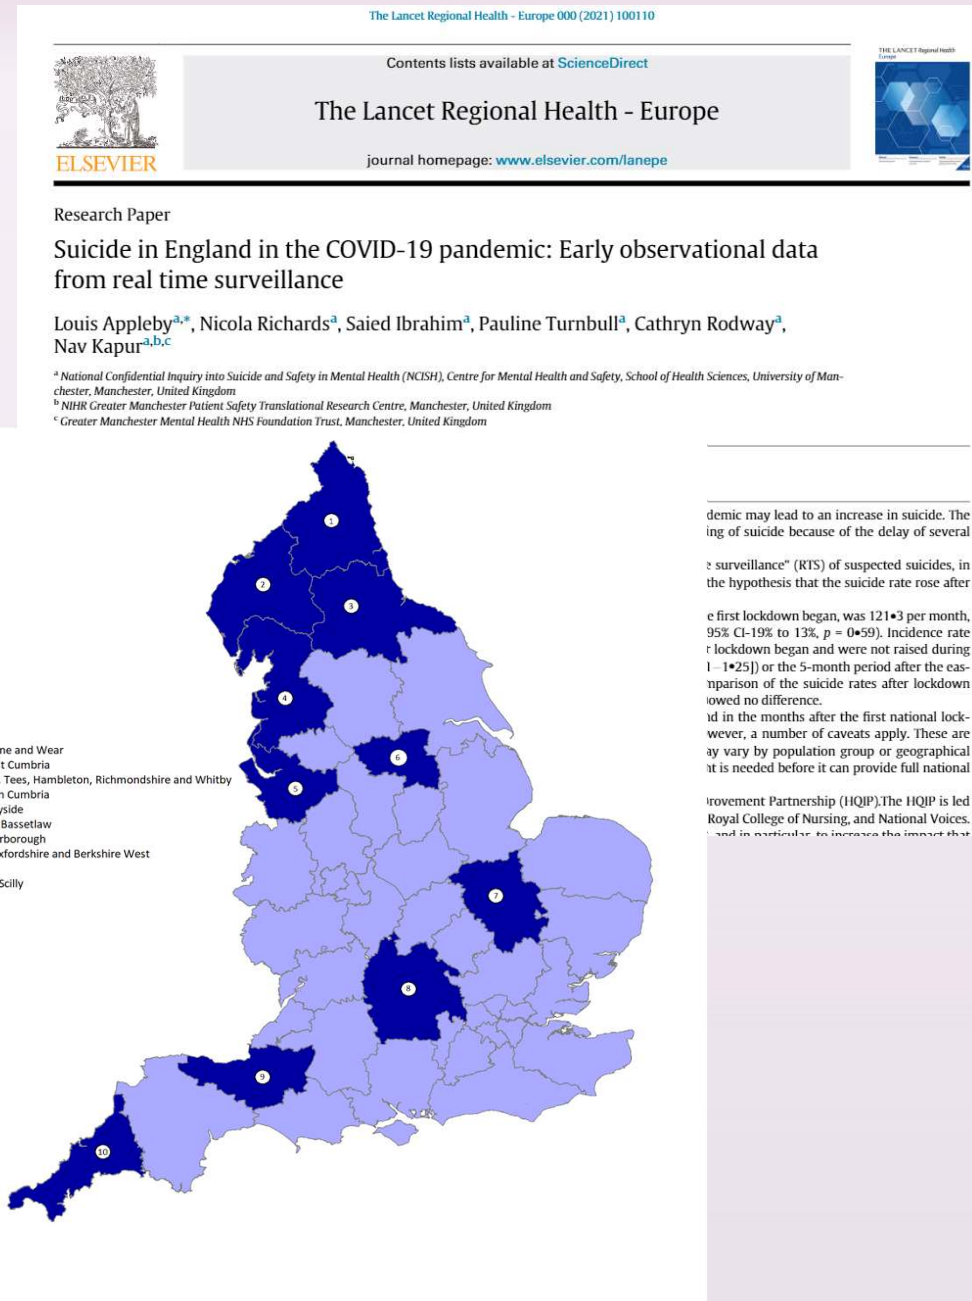 The Lancet Regional Health - Europe 000 (2021) 100110
Contents lists available at ScienceDirect
The Lancet Regional Health - Europe
journal homepage: www.elsevier.com/lanepe
ELSEVIER
THE LANCET Regional Health
Europe
Research Paper
Suicide in England in the COVID-19 pandemic: Early observational data
from real time surveillance
Louis Appleby a,*, Nicola Richards a, Saied Ibrahim a, Pauline Turnbull a, Cathryn Rodway a,
Nav Kapur a,b,c
a National Confidential Inquiry into Suicide and Safety in Mental Health (NCISH), Centre for Mental Health and Safety, School of Health Sciences, University of Man-
chester, Manchester, United Kingdom
b NIHR Greater Manchester Patient Safety Translational Research Centre, Manchester, United Kingdom
c Greater Manchester Mental Health NHS Foundation Trust, Manchester, United Kingdom
demic may lead to an increase in suicide. The
ing of suicide because of the delay of several
e surveillance" (RTS) of suspected suicides, in
the hypothesis that the suicide rate rose after
e first lockdown began, was 121•3 per month,
95% CI-19% to 13%, p = 0•59). Incidence rate
r lockdown began and were not raised during
1–1•25]) or the 5-month period after the eas-
mparison of the suicide rates after lockdown
owed no difference.
nd in the months after the first national lock-
wever, a number of caveats apply. These are
ay vary by population group or geographical
nt is needed before it can provide full national
provement Partnership (HQIP).The HQIP is led
Royal College of Nursing, and National Voices.
and in particular, to increase the impact that
ne and Wear
t Cumbria
Tees, Hambleton, Richmondshire and Whitby
n Cumbria
yside
Bassetlaw
rborough
xfordshire and Berkshire West
Scilly
1
2
3
4
5
6
7
8
9
10